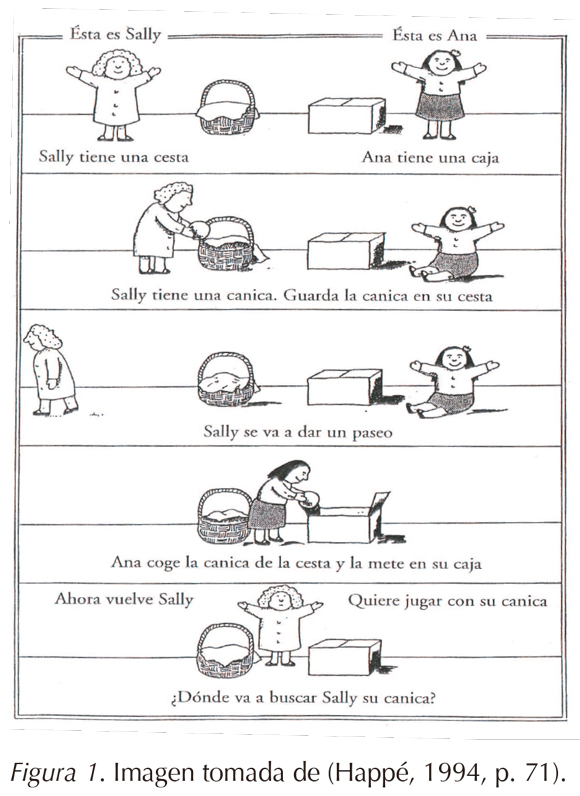 Ésta es Sally
Ésta es Ana
Sally tiene una cesta
Ana tiene una caja
Sally tiene una canica. Guarda la canica en su cesta
Sally se va a dar un paseo
Ana coge la canica de la cesta y la mete en su caja
Ahora vuelve Sally
Quiere jugar con su canica
¿Dónde va a buscar Sally su canica?
Figura 1. Imagen tomada de (Happé, 1994, p. 71).